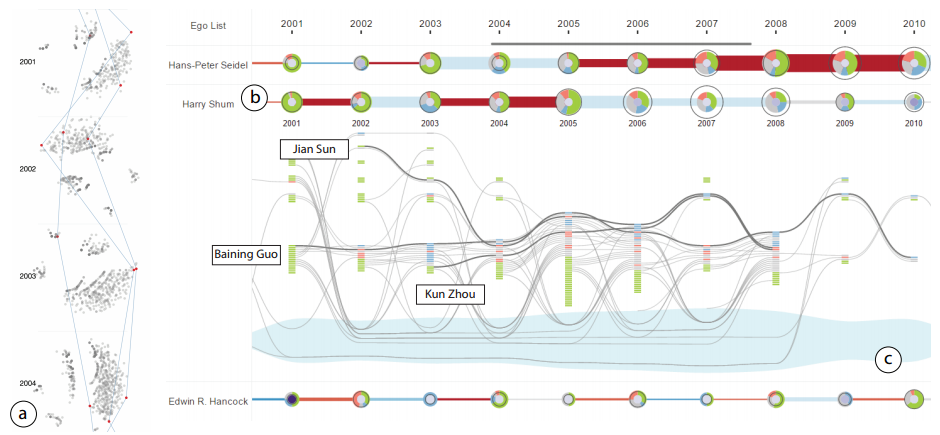 Ego List 2001 2002 2003 2004 2005 2006 2007 2008 2009 2010
2001
Hans-Peter Seidel
b
Harry Shum
2001 2002 2003 2004 2005 2006 2007 2008 2009 2010
Jian Sun
2002
Baining Guo
2003
Kun Zhou
c
2004
Edwin R. Hancock
a